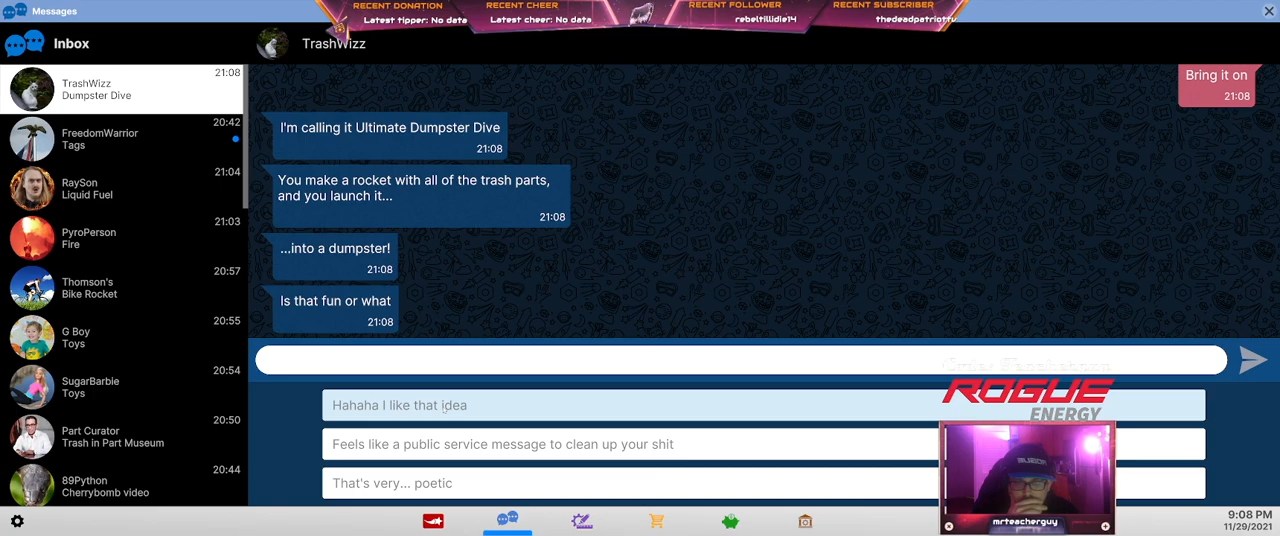 Messages
RECENT DONATION
Latest tipper: No data
RECENT CHEER
Latest cheer: No data
RECENT FOLLOWER
rebeltillidie14
RECENT SUBSCRIBER
thedeadpatriottv
Inbox
TrashWizz
TrashWizz
Dumpster Dive
21:08
FreedomWarrior
Tags
20:42
RaySon
Liquid Fuel
21:04
PyroPerson
Fire
21:03
Thomson's
Bike Rocket
20:57
G Boy
Toys
20:55
SugarBarbie
Toys
20:54
Part Curator
Trash in Part Museum
20:50
89Python
Cherrybomb video
20:44
Bring it on
21:08
I'm calling it Ultimate Dumpster Dive
21:08
You make a rocket with all of the trash parts,
and you launch it...
21:08
...into a dumpster!
21:08
Is that fun or what
21:08
Hahaha I like that idea
Feels like a public service message to clean up your shit
That's very... poetic
ROGUE
ENERGY
mrteacherguy
9:08 PM
11/29/2021